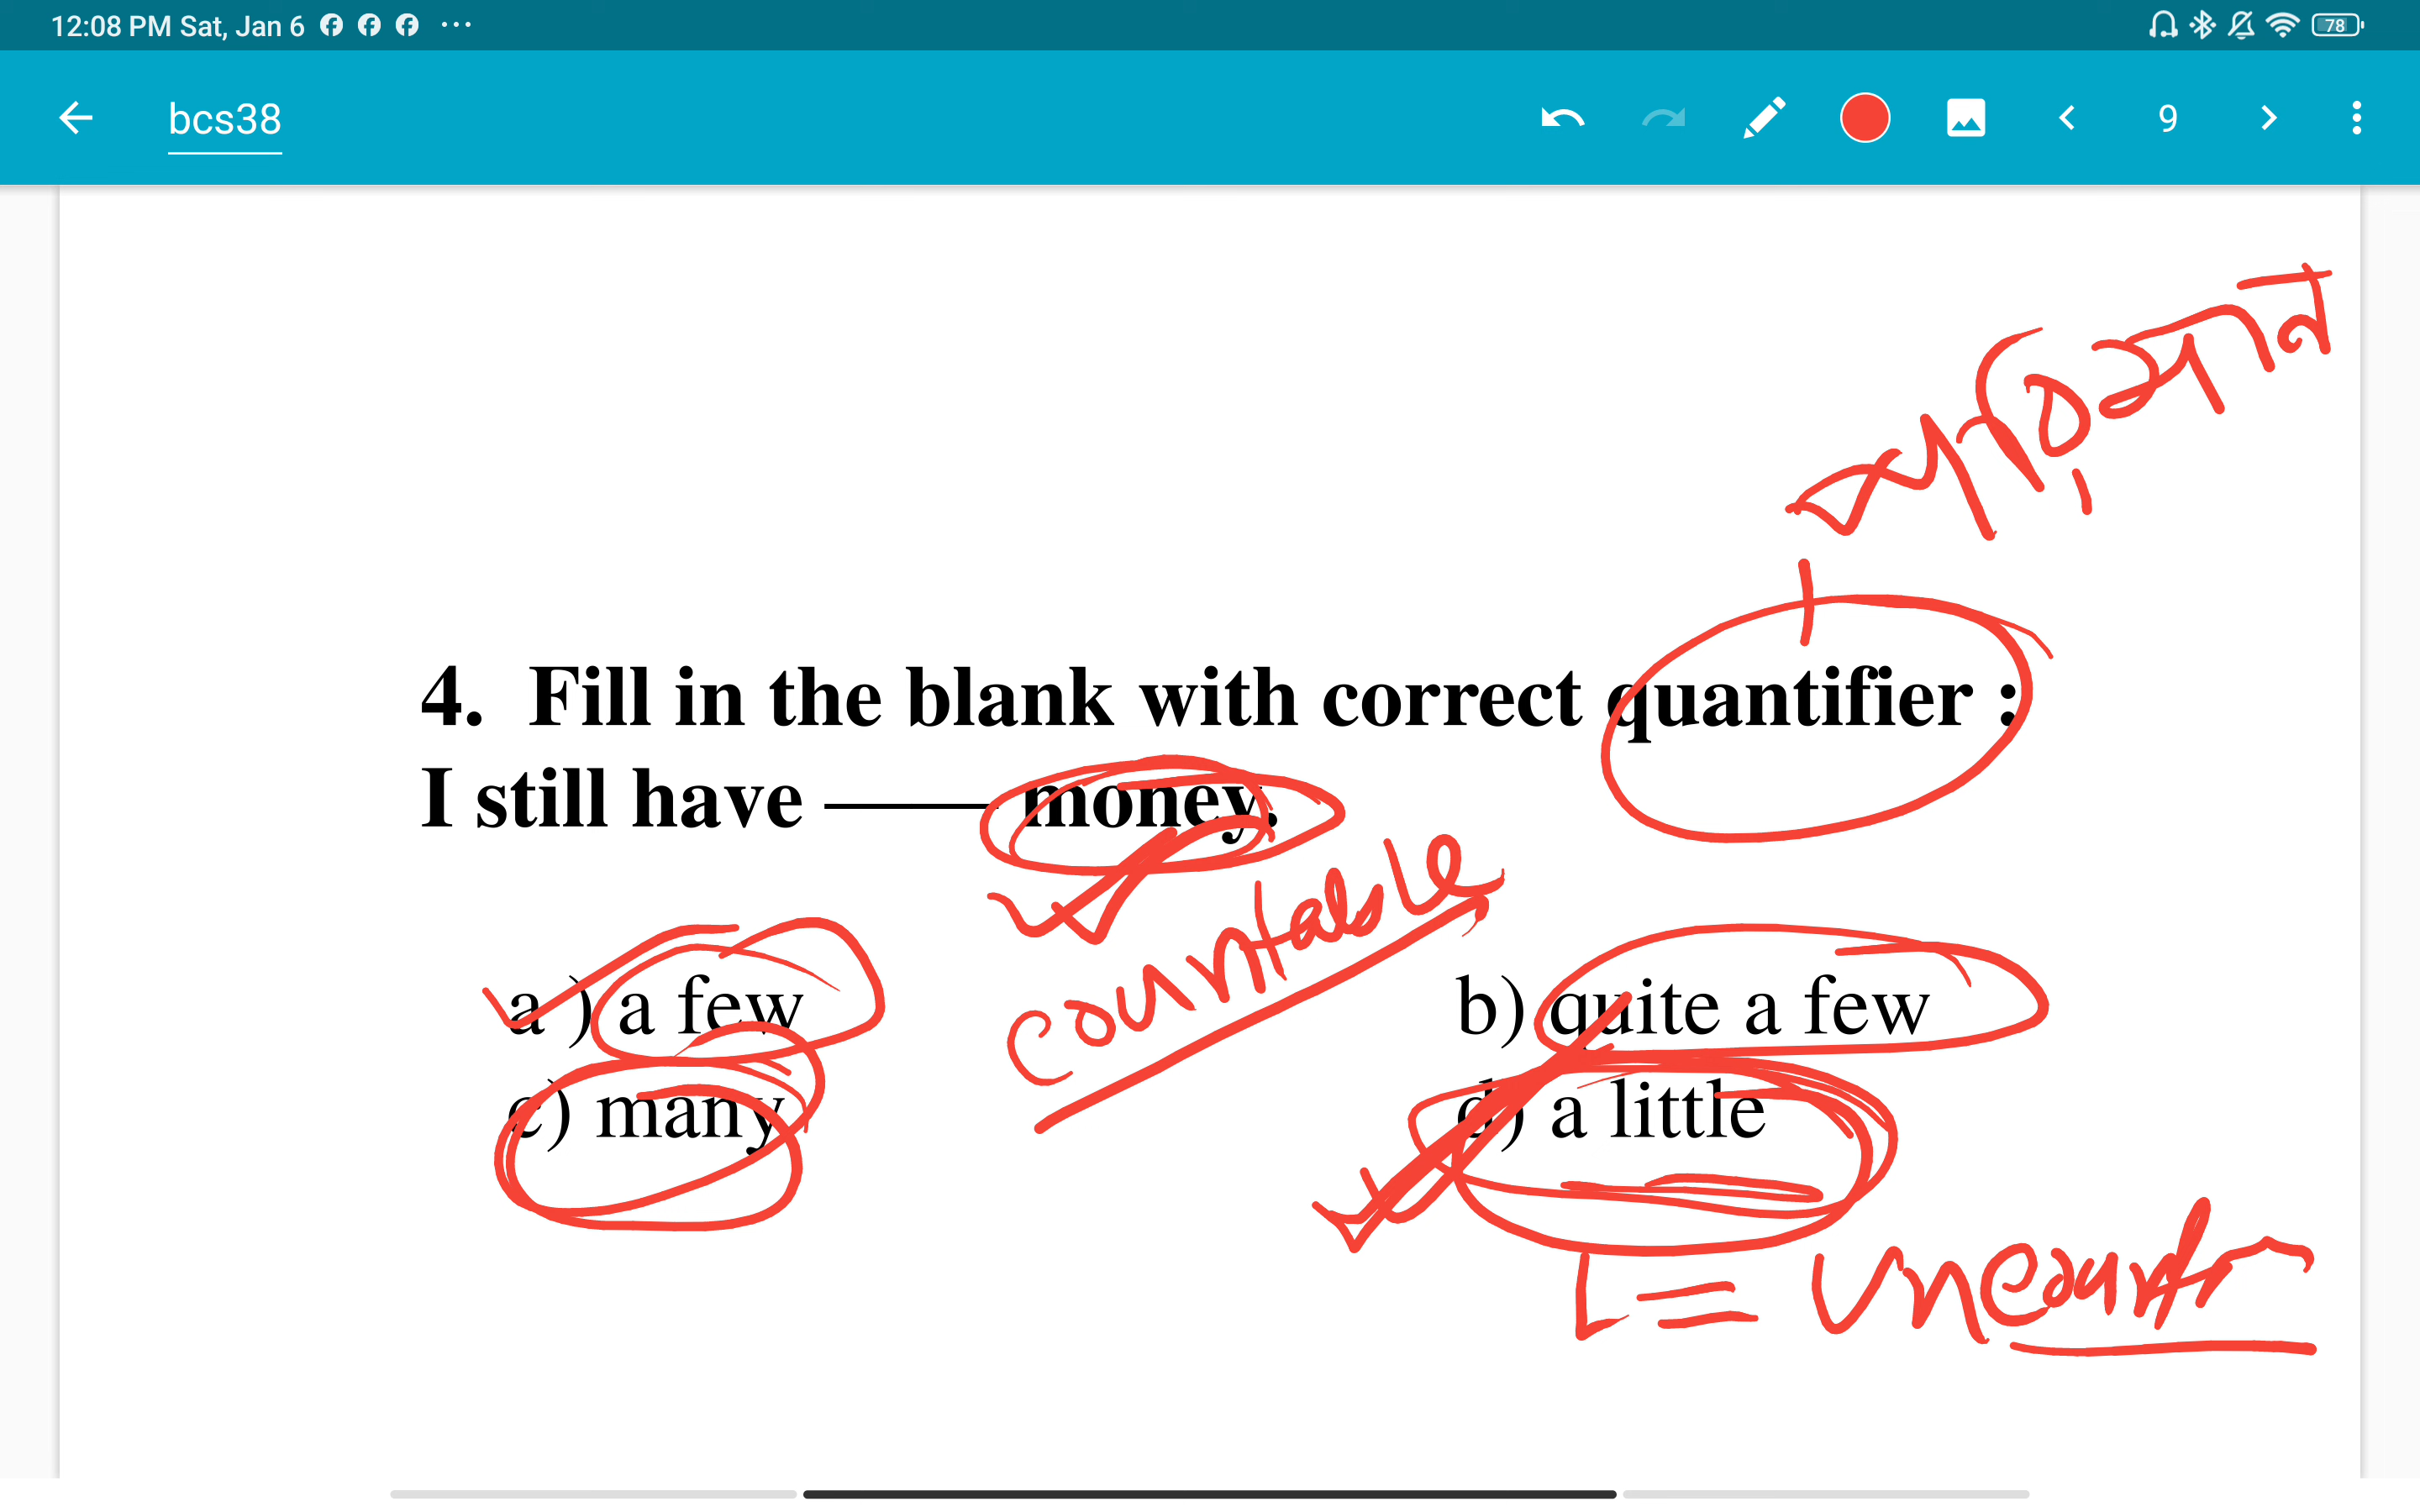 12:08 PM Sat, Jan 6
78
bcs38
9
4. Fill in the blank with correct quantifier :
I still have ——— money.
countable
a ) a few
b) quite a few
c) many
d) a little
L = uncount